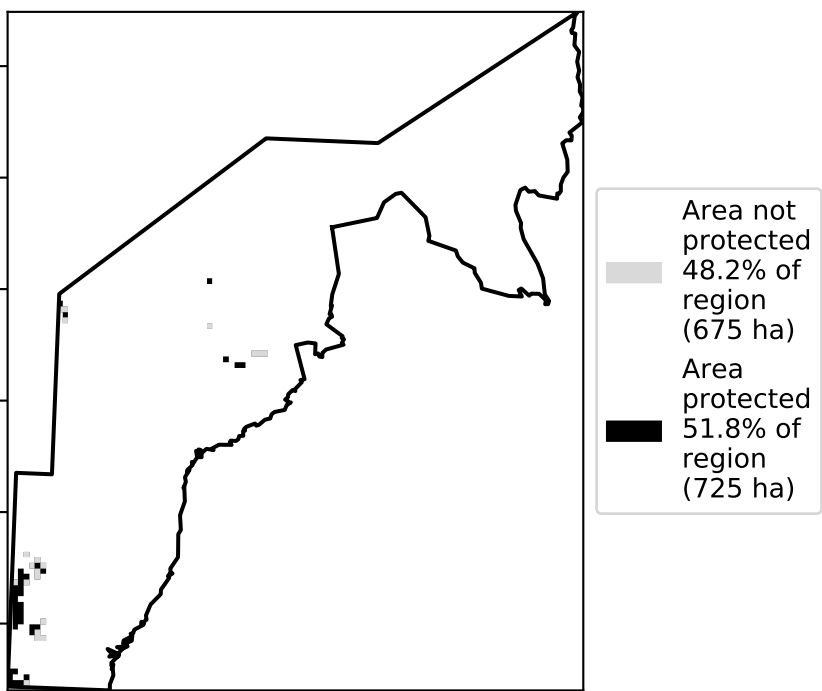 Area not
protected
48.2% of
region
(675 ha)
Area
protected
51.8% of
region
(725 ha)